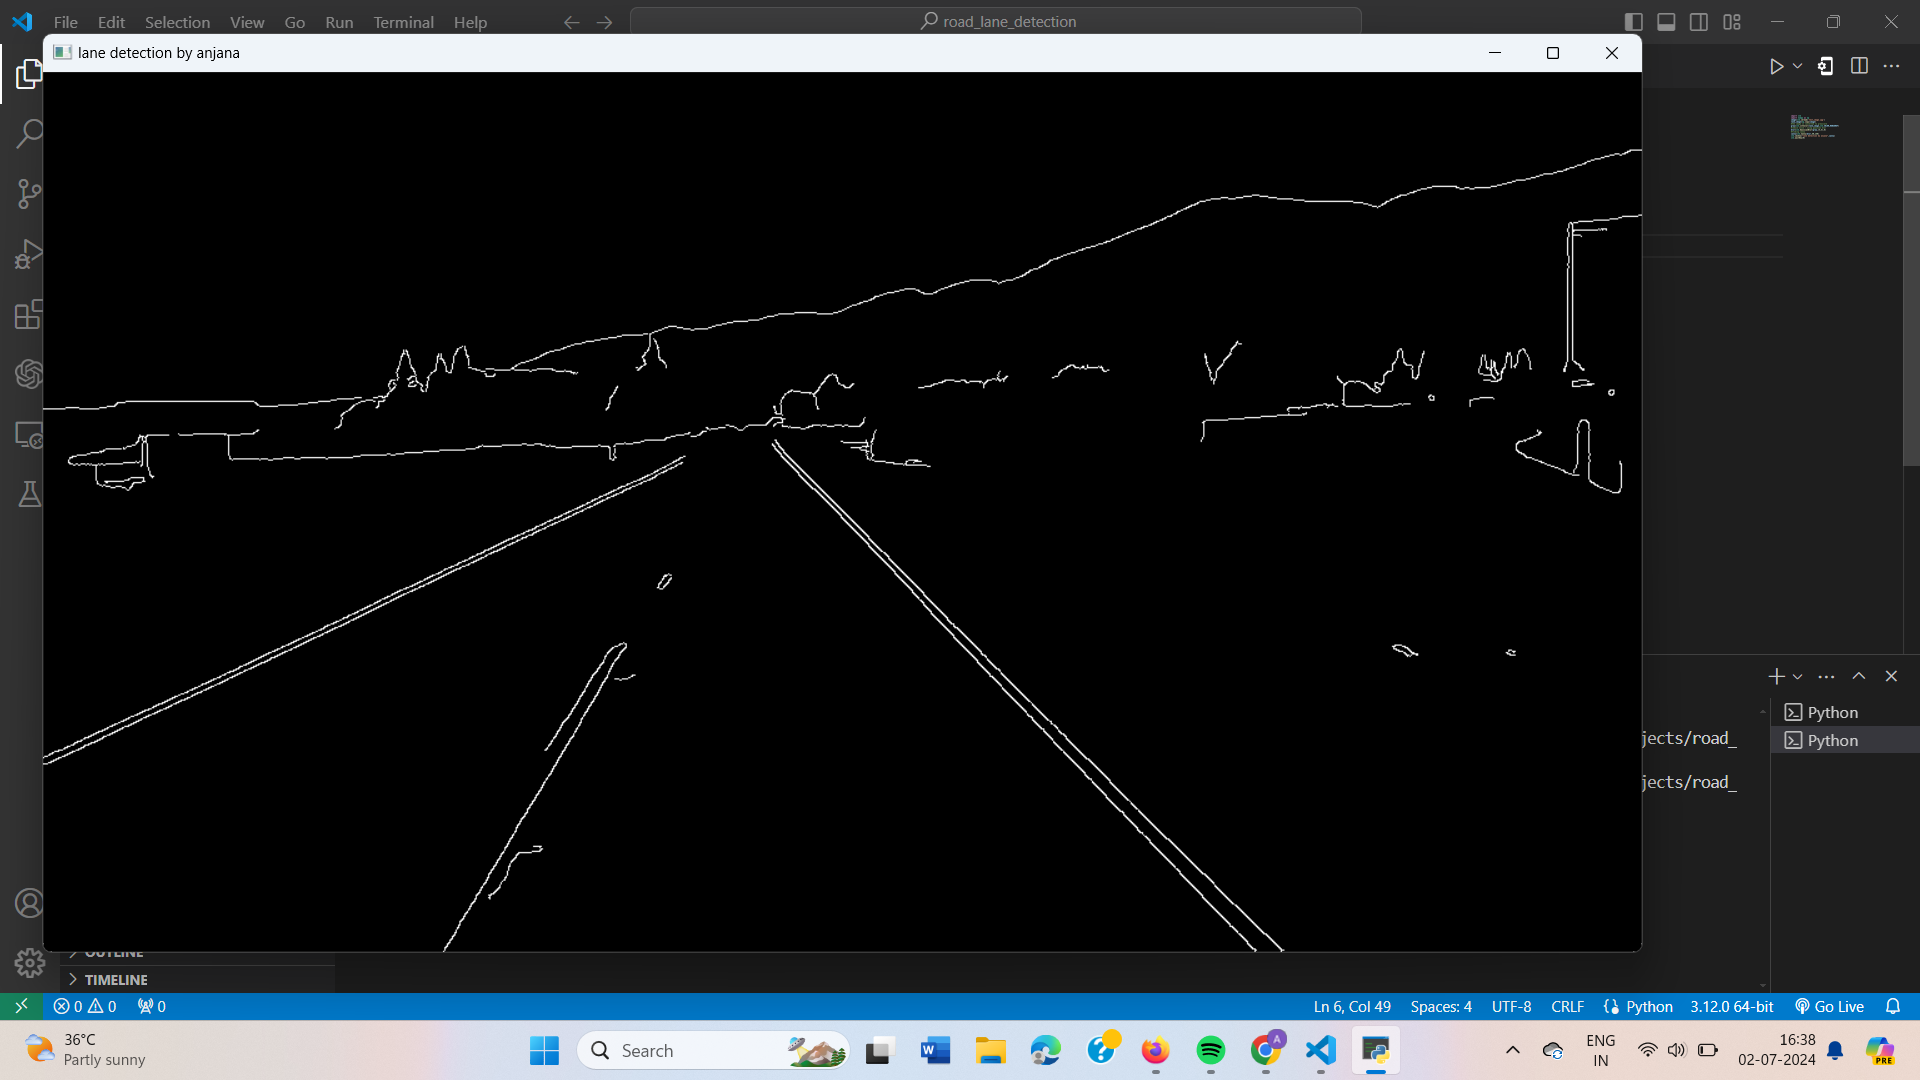 File Edit Selection View Go Run Terminal Help
road_lane_detection
lane detection by anjana
Python
Python
jects/road_
jects/road_
OUTLINE
TIMELINE
0 0 0
Ln 6, Col 49 Spaces: 4 UTF-8 CRLF Python 3.12.0 64-bit Go Live
36°C
Partly sunny
Search
W
A
ENG
IN
16:38
02-07-2024
PRE